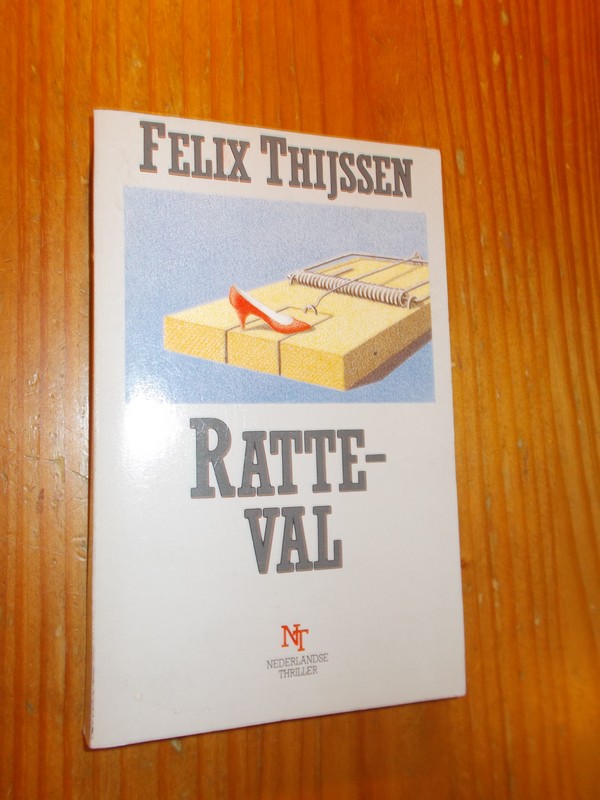 FELIX THIJSSEN
RATTE-
VAL
NT
NEDERLANDSE
THRILLER